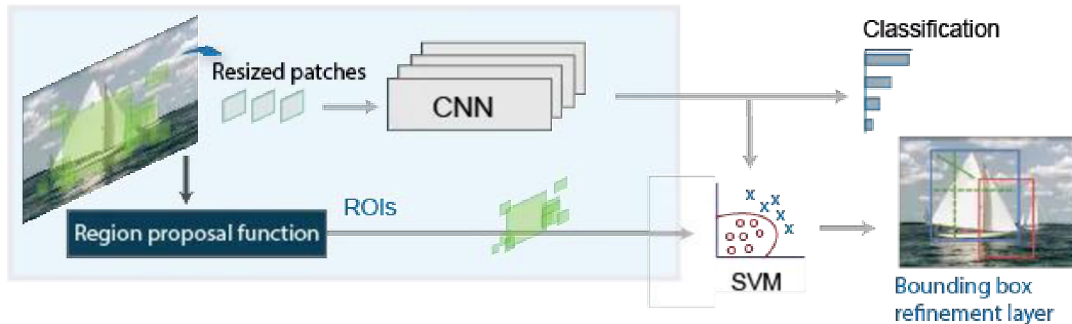 Classification
Resized patches
CNN
ROIs
Region proposal function
x
x
x
x
x
SVM
Bounding box
refinement layer